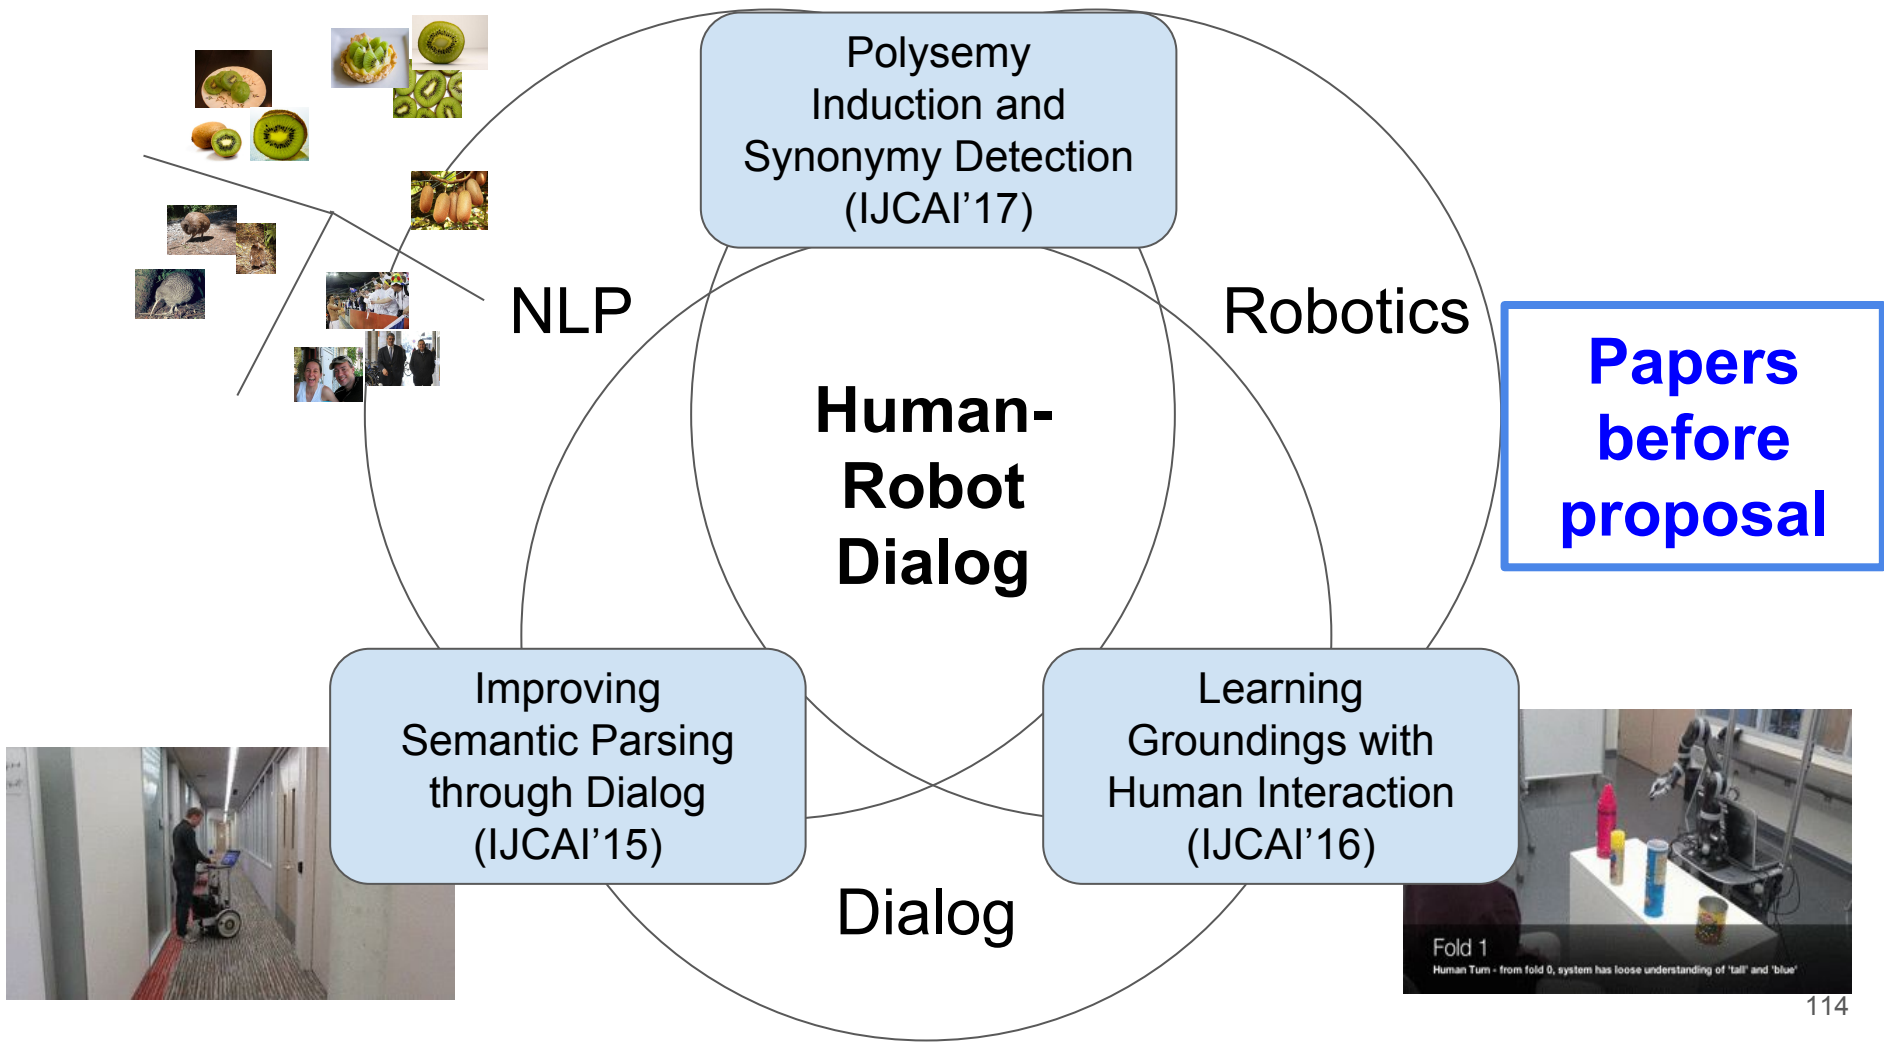 Polysemy
Induction and
Synonymy Detection
(IJCAI’17)
NLP
Robotics
Papers
before
proposal
Human-
Robot
Dialog
Improving
Semantic Parsing
through Dialog
(IJCAI’15)
Learning
Groundings with
Human Interaction
(IJCAI’16)
Dialog
Fold 1
Human Turn - from fold 0, system has loose understanding of 'tall' and 'blue'
114